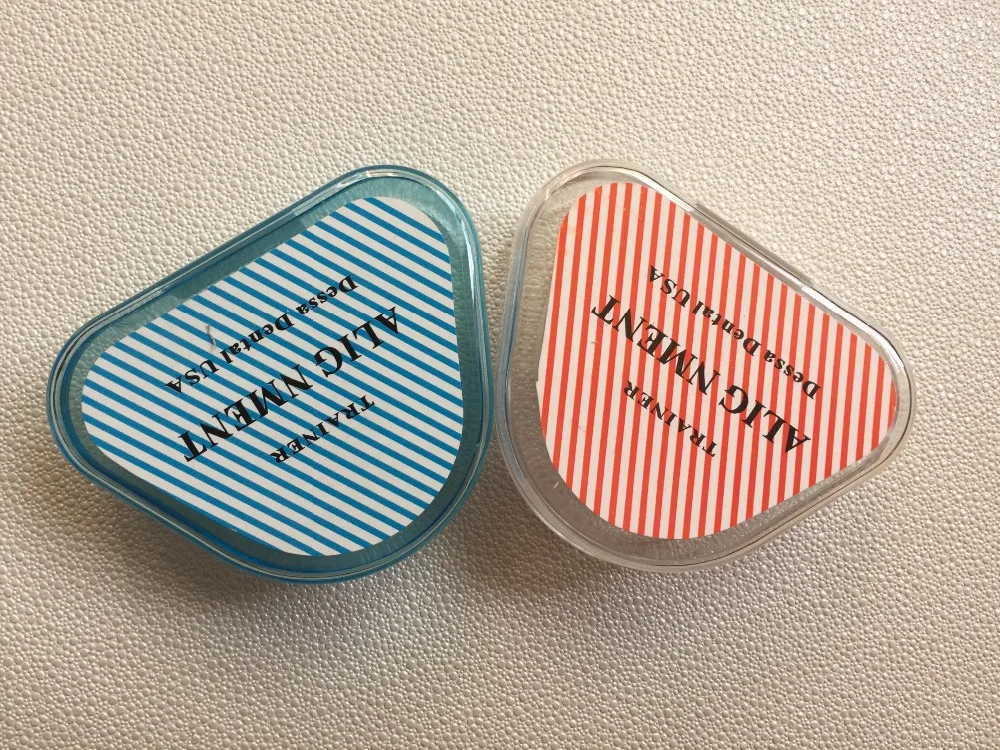 TRAINER
ALIG NMENT
Dessa Dental USA
TRAINER
ALIG NMENT
Dessa Dental USA